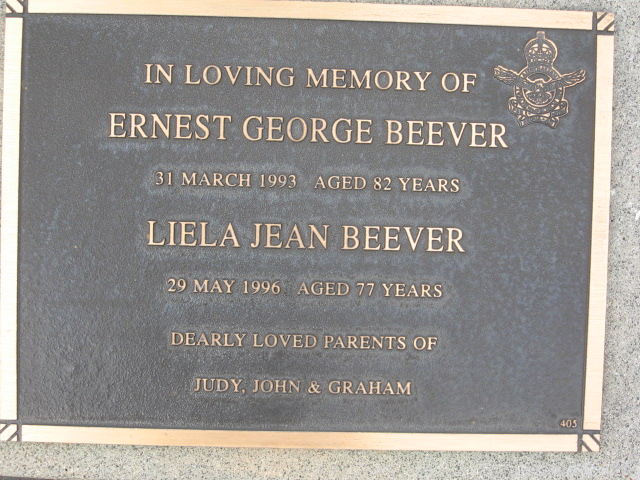 IN LOVING MEMORY OF
ERNEST GEORGE BEEVER
31 MARCH 1993 AGED 82 YEARS
LIELA JEAN BEEVER
29 MAY 1996 AGED 77 YEARS
DEARLY LOVED PARENTS OF
JUDY, JOHN & GRAHAM
405